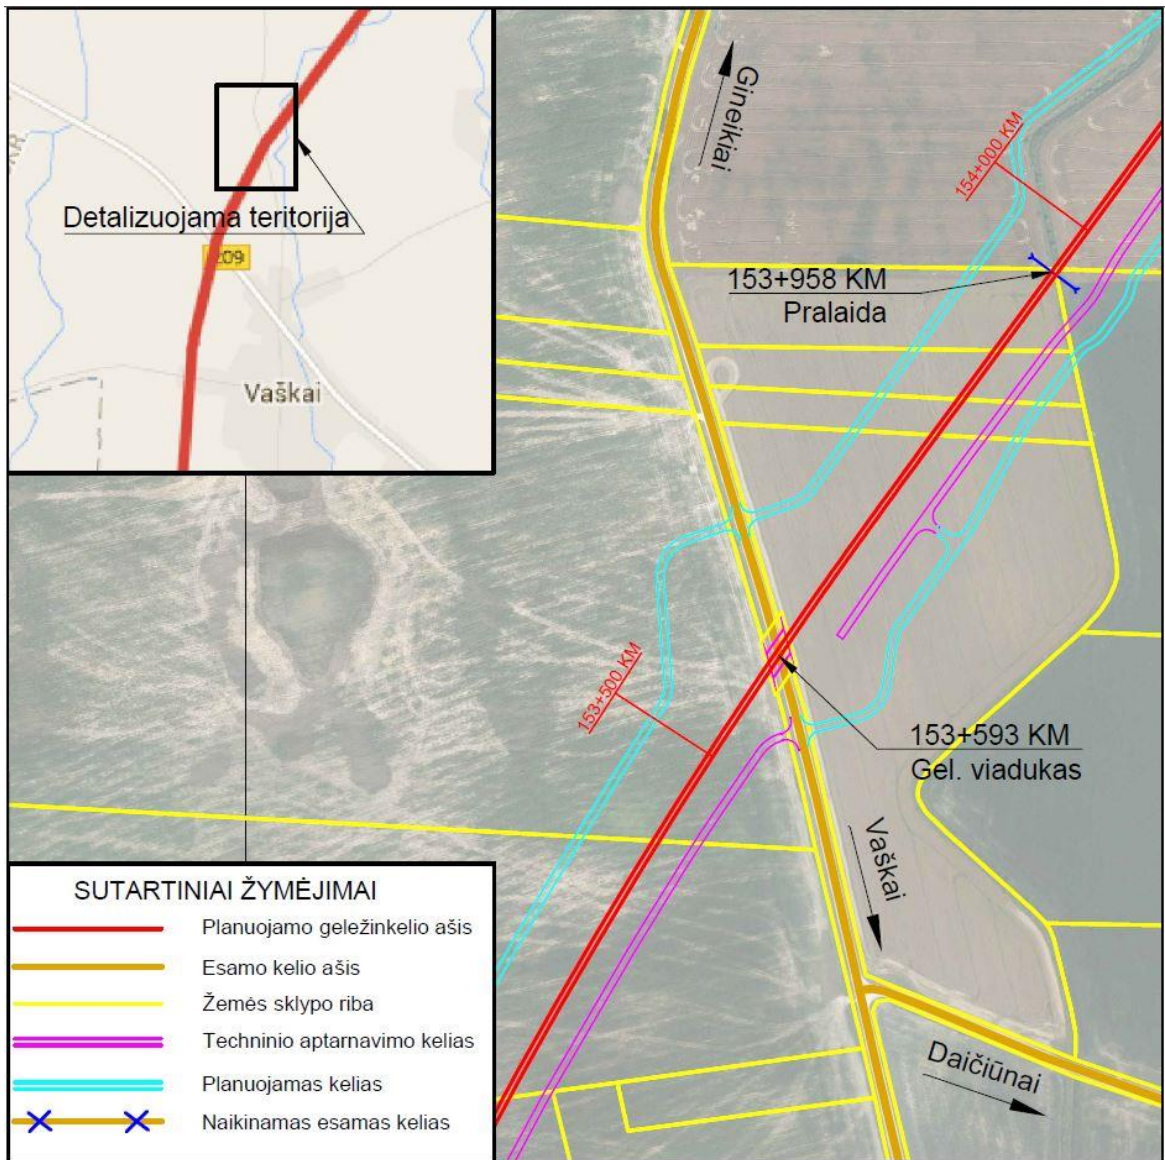 Gineikiai
154+000 KM
Detalizuojama teritorija
209
153+958 KM
Pralaida
Vaškai
153+500 KM
153+593 KM
Gel. viadukas
Vaškai
SUTARTINIAI ŽYMĖJIMAI
Planuojamo geležinkelio ašis
Esamo kelio ašis
Žemės sklypo riba
Techninio aptarnavimo kelias
Planuojamas kelias
Naikinamas esamas kelias
Daičiūnai